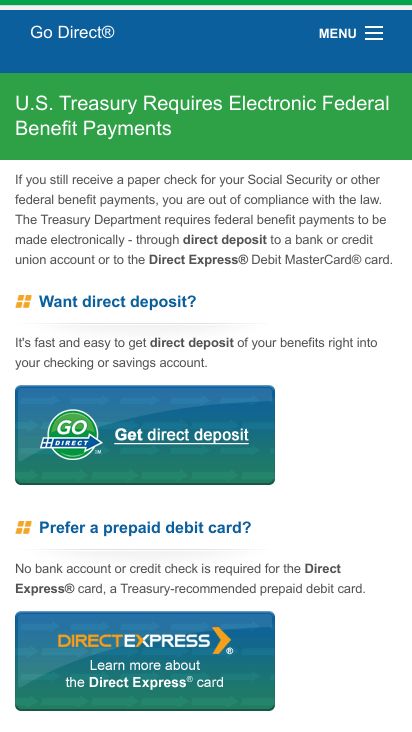 Go Direct®
MENU
U.S. Treasury Requires Electronic Federal
Benefit Payments
If you still receive a paper check for your Social Security or other
federal benefit payments, you are out of compliance with the law.
The Treasury Department requires federal benefit payments to be
made electronically - through direct deposit to a bank or credit
union account or to the Direct Express® Debit MasterCard® card.
Want direct deposit?
It's fast and easy to get direct deposit of your benefits right into
your checking or savings account.
GO
DIRECT
SM
Get direct deposit
Prefer a prepaid debit card?
No bank account or credit check is required for the Direct
Express® card, a Treasury-recommended prepaid debit card.
DIRECTEXPRESS®
Learn more about
the Direct Express® card